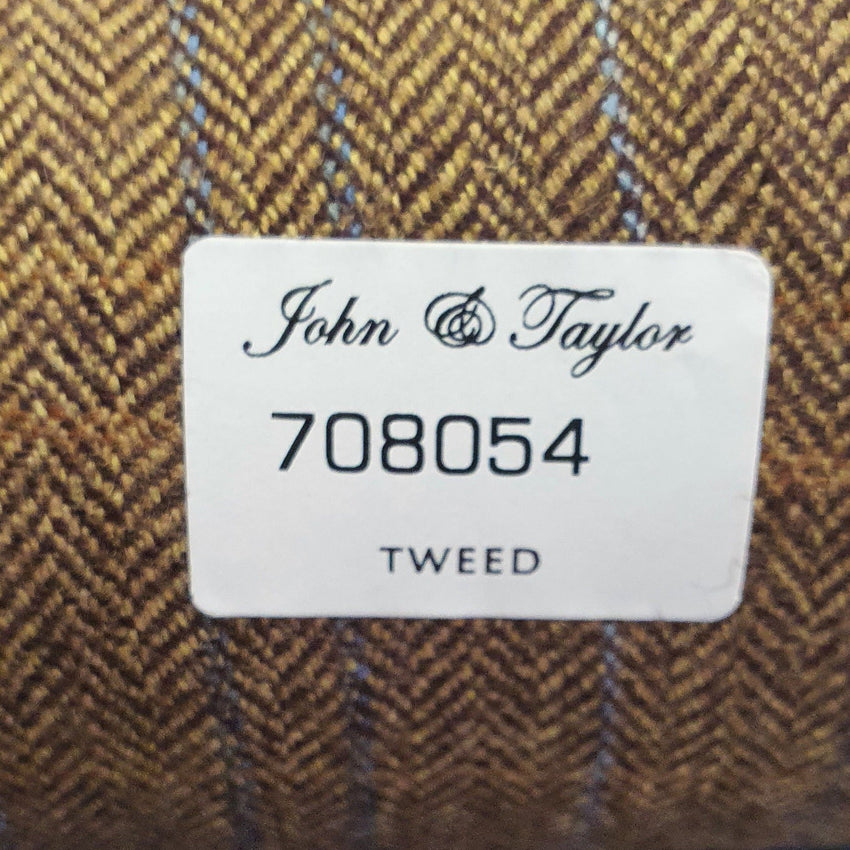 John & Taylor
708054
TWEED